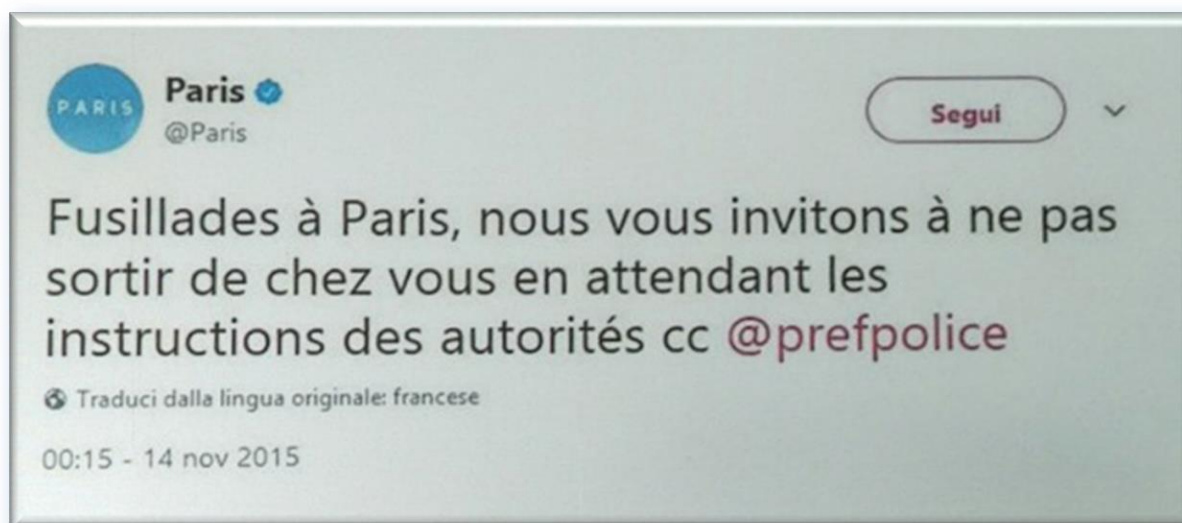 PARIS
Paris
@Paris
Segui
Fusillades à Paris, nous vous invitons à ne pas
sortir de chez vous en attendant les
instructions des autorités cc @prefpolice
Traduci dalla lingua originale: francese
00:15 - 14 nov 2015